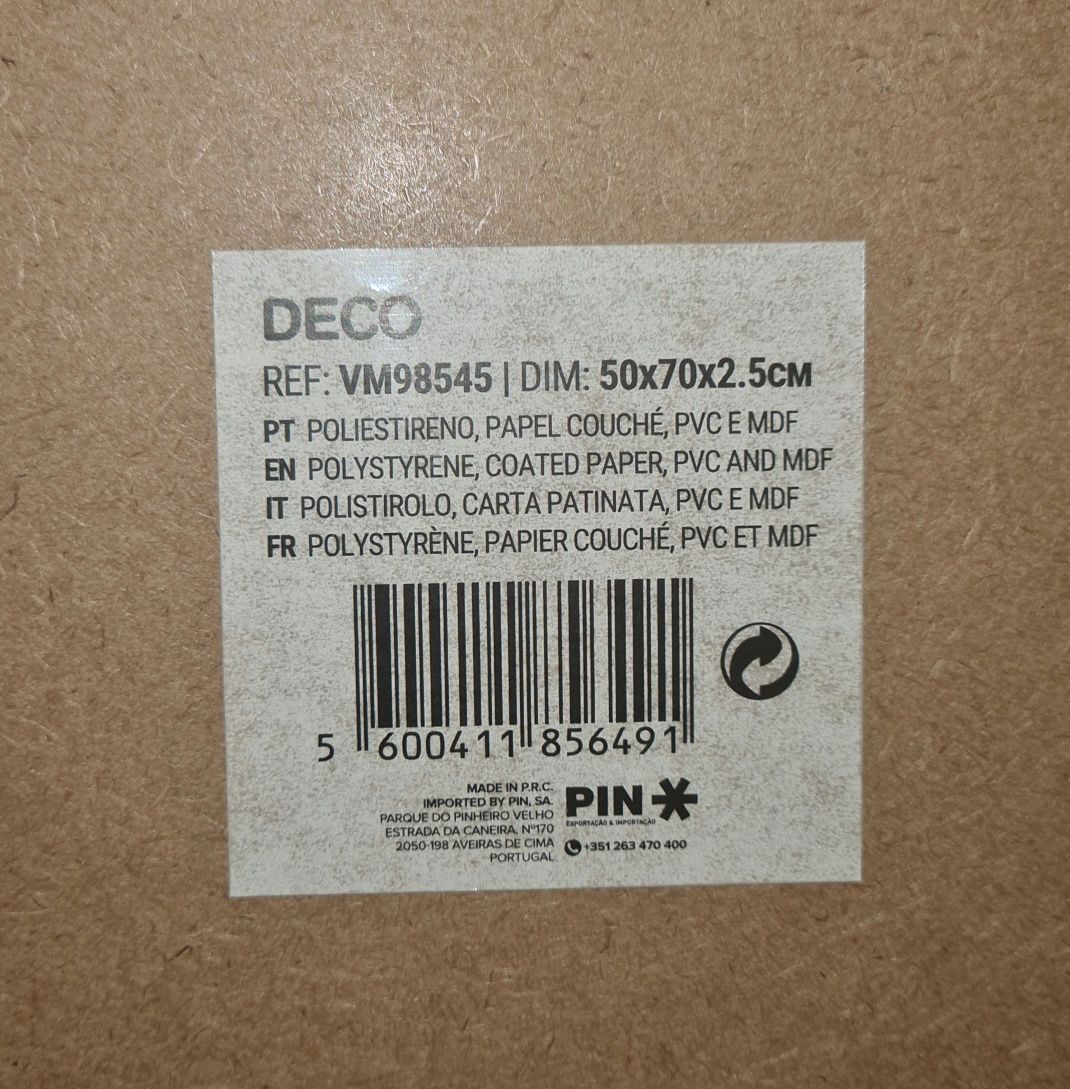 DECO
REF: VM98545 | DIM: 50x70x2.5CM
PT POLIESTIRENO, PAPEL COUCHÉ, PVC E MDF
EN POLYSTYRENE, COATED PAPER, PVC AND MDF
IT POLISTIROLO, CARTA PATINATA, PVC E MDF
FR POLYSTYRÈNE, PAPIER COUCHÉ, PVC ET MDF
5 600411 856491
MADE IN P.R.C.
IMPORTED BY PIN, SA.
PARQUE DO PINHEIRO VELHO
ESTRADA DA CANEIRA, Nº170
2050-198 AVEIRAS DE CIMA
PORTUGAL
PIN
EXPORTAÇÃO & IMPORTAÇÃO
+351 263 470 400